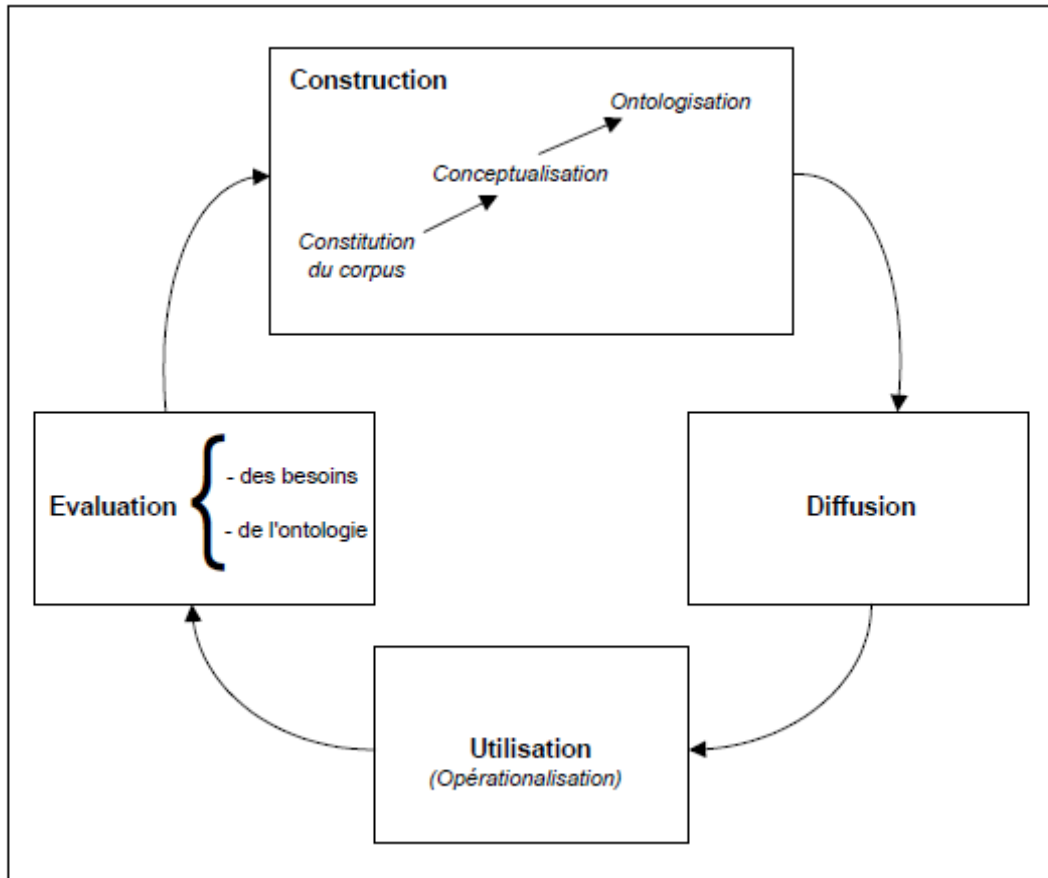 Construction
Ontologisation
Conceptualisation
Constitution
du corpus
Evaluation
- des besoins
- de l'ontologie
Diffusion
Utilisation
(Opérationalisation)